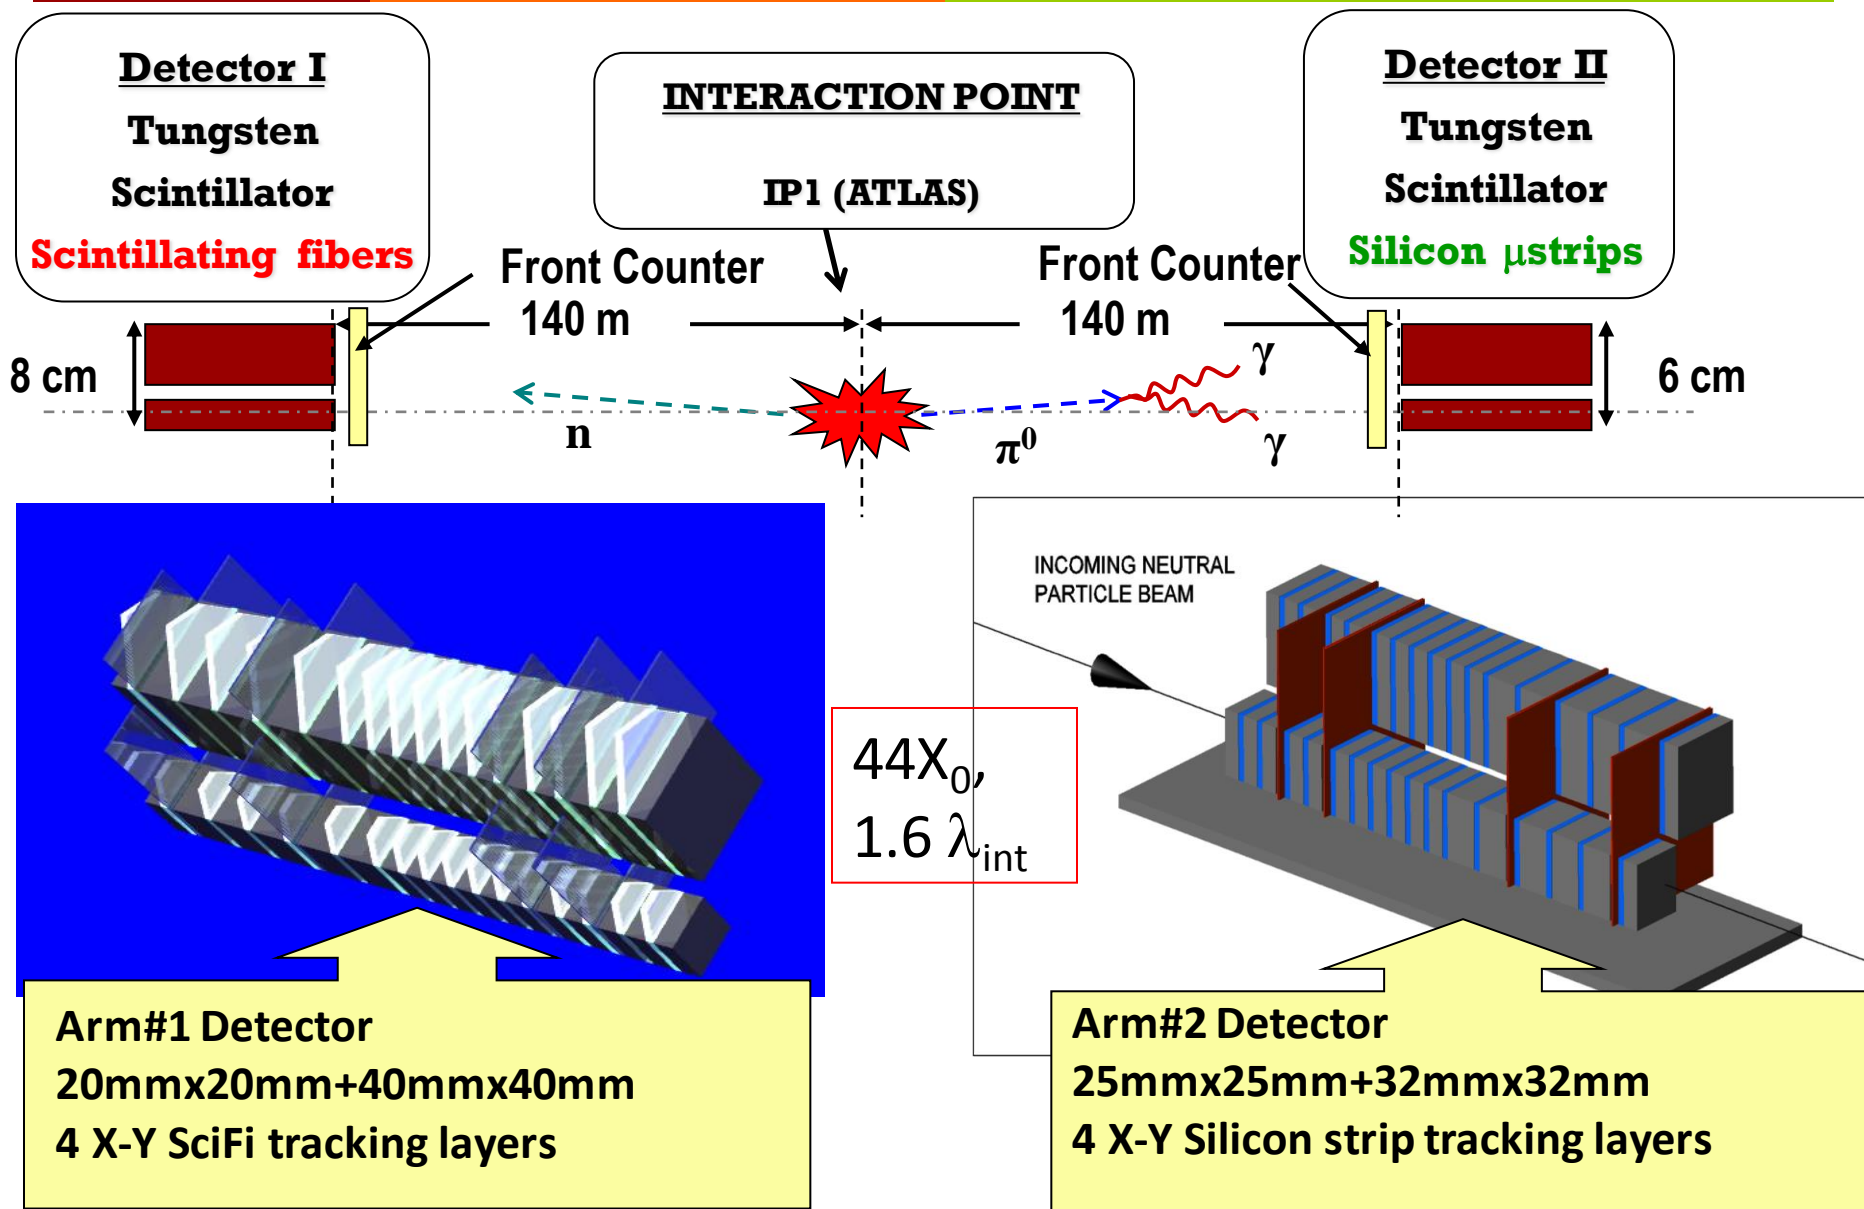 Detector I
Tungsten
Scintillator
Scintillating fibers
INTERACTION POINT
IP1 (ATLAS)
Detector II
Tungsten
Scintillator
Silicon μstrips
Front Counter
140 m
Front Counter
140 m
8 cm
6 cm
n
π⁰
γ
γ
INCOMING NEUTRAL
PARTICLE BEAM
44X₀,
1.6 λint
Arm#1 Detector
20mmx20mm+40mmx40mm
4 X-Y SciFi tracking layers
Arm#2 Detector
25mmx25mm+32mmx32mm
4 X-Y Silicon strip tracking layers